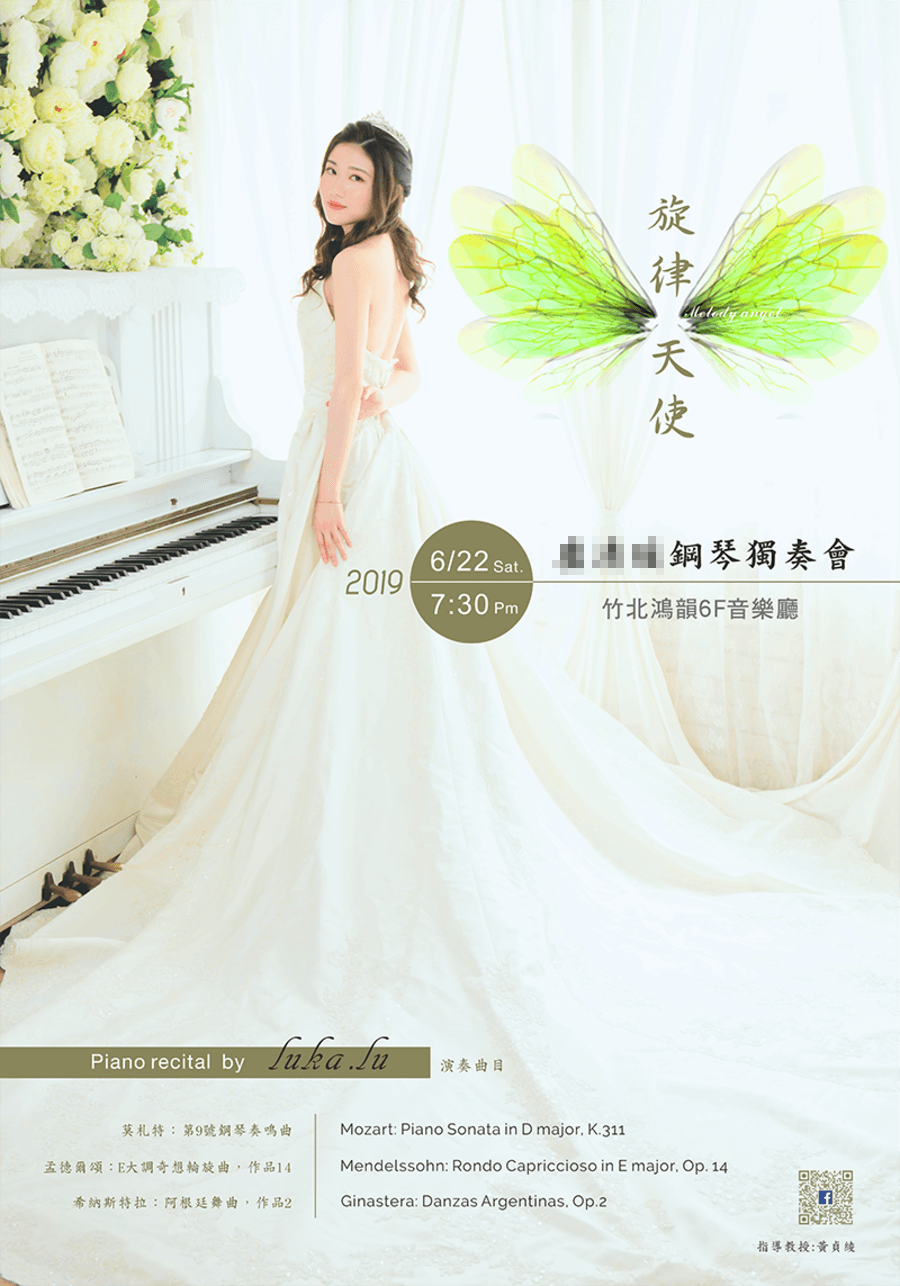 旋律天使
Melody angel
2019
6/22 Sat.
7:30 Pm
鋼琴獨奏會
竹北鴻韻6F音樂廳
Piano recital by luka.lu
演奏曲目
莫札特：第9號鋼琴奏鳴曲
Mozart: Piano Sonata in D major, K.311
孟德爾頌：E大調奇想輪旋曲，作品14
Mendelssohn: Rondo Capriccioso in E major, Op. 14
希納斯特拉：阿根廷舞曲，作品2
Ginastera: Danzas Argentinas, Op.2
指導教授:黃貞綾